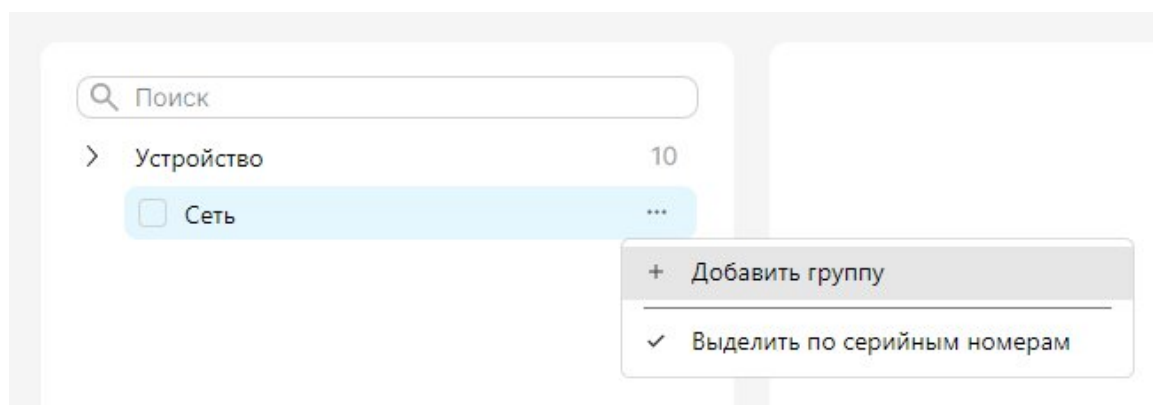 Поиск
Устройство 10
Сеть ...
+ Добавить группу
Выделить по серийным номерам